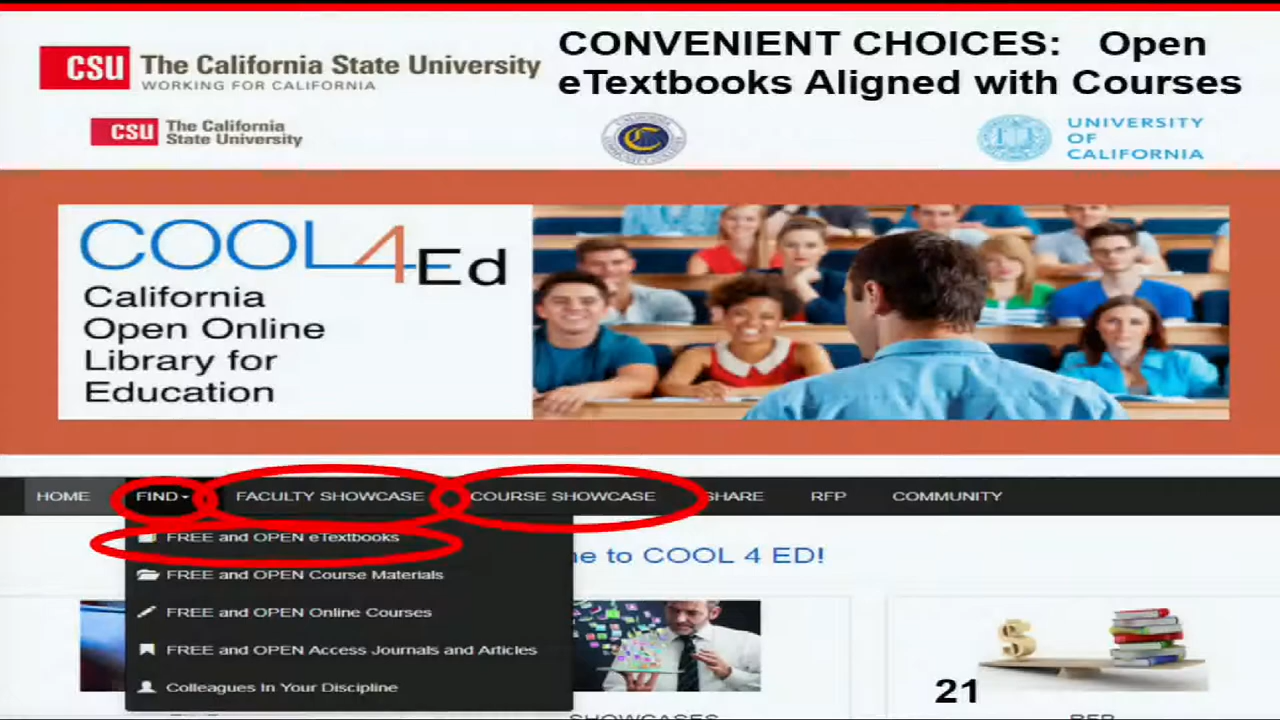 CSU The California State University
WORKING FOR CALIFORNIA
CONVENIENT CHOICES: Open
eTextbooks Aligned with Courses
CSU The California
State University
UNIVERSITY
OF
CALIFORNIA
COOL4Ed
California
Open Online
Library for
Education
HOME FIND FACULTY SHOWCASE COURSE SHOWCASE SHARE RFP COMMUNITY
FREE and OPEN eTextbooks
me to COOL 4 ED!
FREE and OPEN Course Materials
FREE and OPEN Online Courses
FREE and OPEN Access Journals and Articles
Colleagues In Your Discipline
21
SHOWCASES
RFP